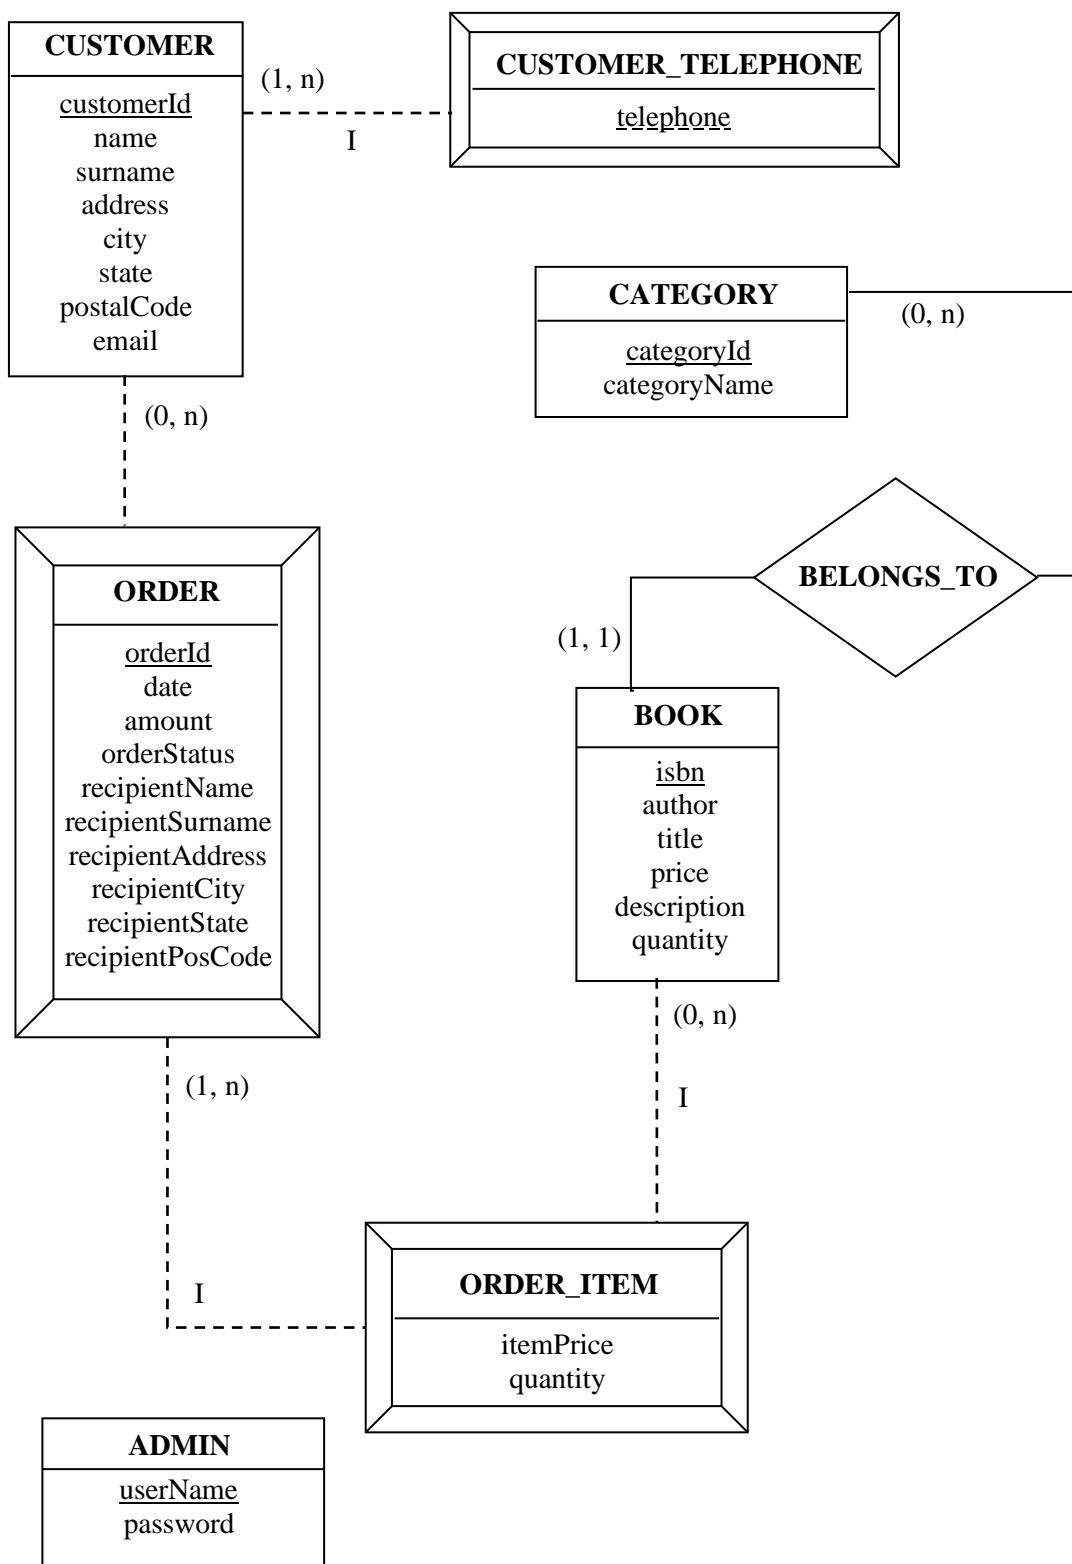 CUSTOMER
customerId
name
surname
address
city
state
postalCode
email
(1, n)
I
CUSTOMER_TELEPHONE
telephone
CATEGORY
categoryId
categoryName
(0, n)
(0, n)
ORDER
orderId
date
amount
orderStatus
recipientName
recipientSurname
recipientAddress
recipientCity
recipientState
recipientPosCode
BELONGS_TO
(1, 1)
BOOK
isbn
author
title
price
description
quantity
(0, n)
I
(1, n)
I
ORDER_ITEM
itemPrice
quantity
ADMIN
userName
password